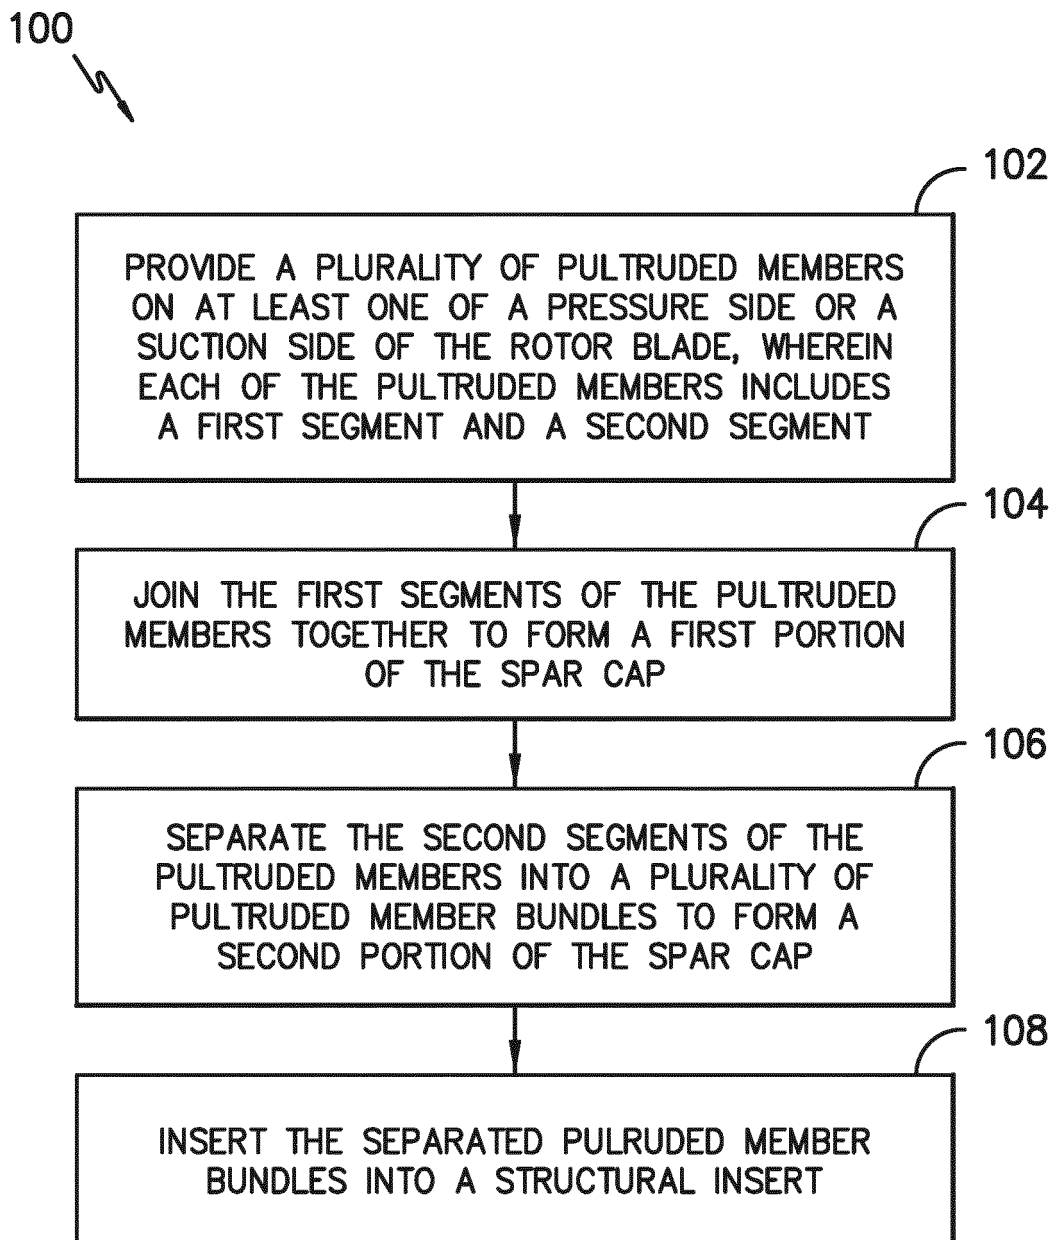 100
102
PROVIDE A PLURALITY OF PULTRUDED MEMBERS
ON AT LEAST ONE OF A PRESSURE SIDE OR A
SUCTION SIDE OF THE ROTOR BLADE, WHEREIN
EACH OF THE PULTRUDED MEMBERS INCLUDES
A FIRST SEGMENT AND A SECOND SEGMENT
104
JOIN THE FIRST SEGMENTS OF THE PULTRUDED
MEMBERS TOGETHER TO FORM A FIRST PORTION
OF THE SPAR CAP
106
SEPARATE THE SECOND SEGMENTS OF THE
PULTRUDED MEMBERS INTO A PLURALITY OF
PULTRUDED MEMBER BUNDLES TO FORM A
SECOND PORTION OF THE SPAR CAP
108
INSERT THE SEPARATED PULRUDED MEMBER
BUNDLES INTO A STRUCTURAL INSERT